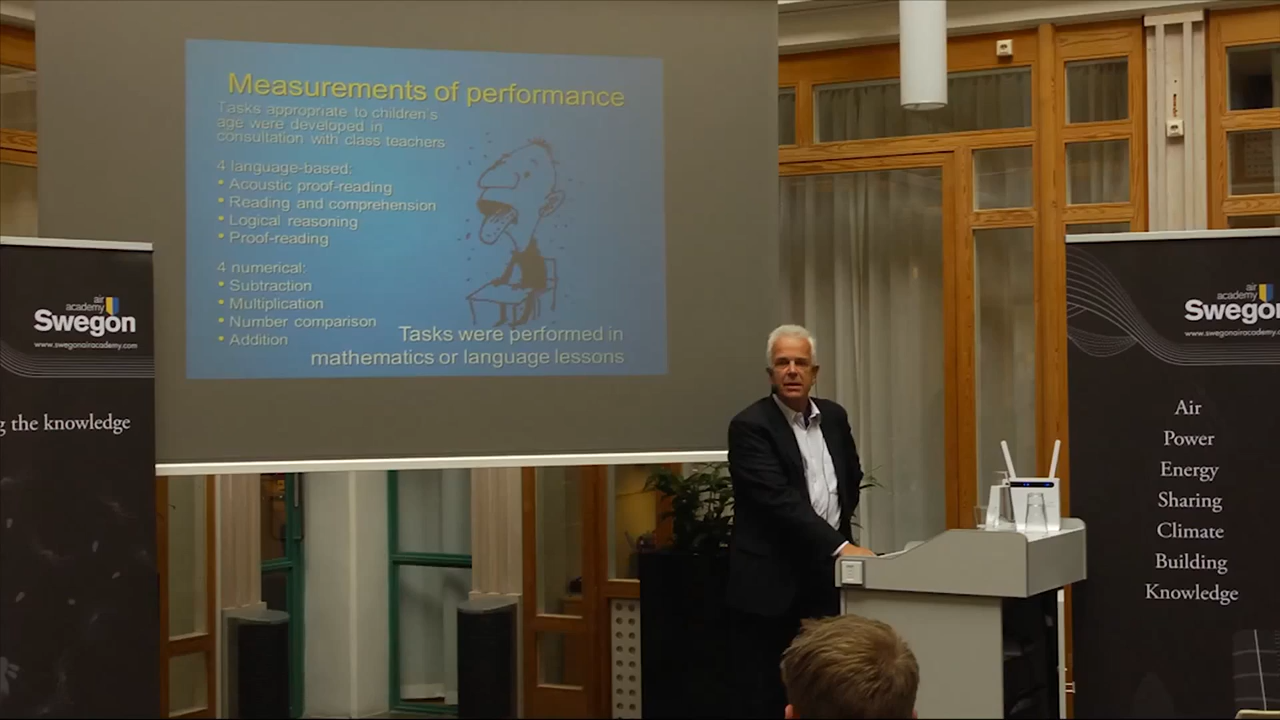 Measurements of performance
Tasks appropriate to children's
age were developed in
consultation with class teachers
4 language-based:
• Acoustic proof-reading
• Reading and comprehension
• Logical reasoning
• Proof-reading
4 numerical:
• Subtraction
• Multiplication
• Number comparison
• Addition
Tasks were performed in
mathematics or language lessons
air
academy
Swegon
www.swegonairacademy.com
the knowledge
air
academy
Swegon
www.swegonairacademy.com
Air
Power
Energy
Sharing
Climate
Building
Knowledge